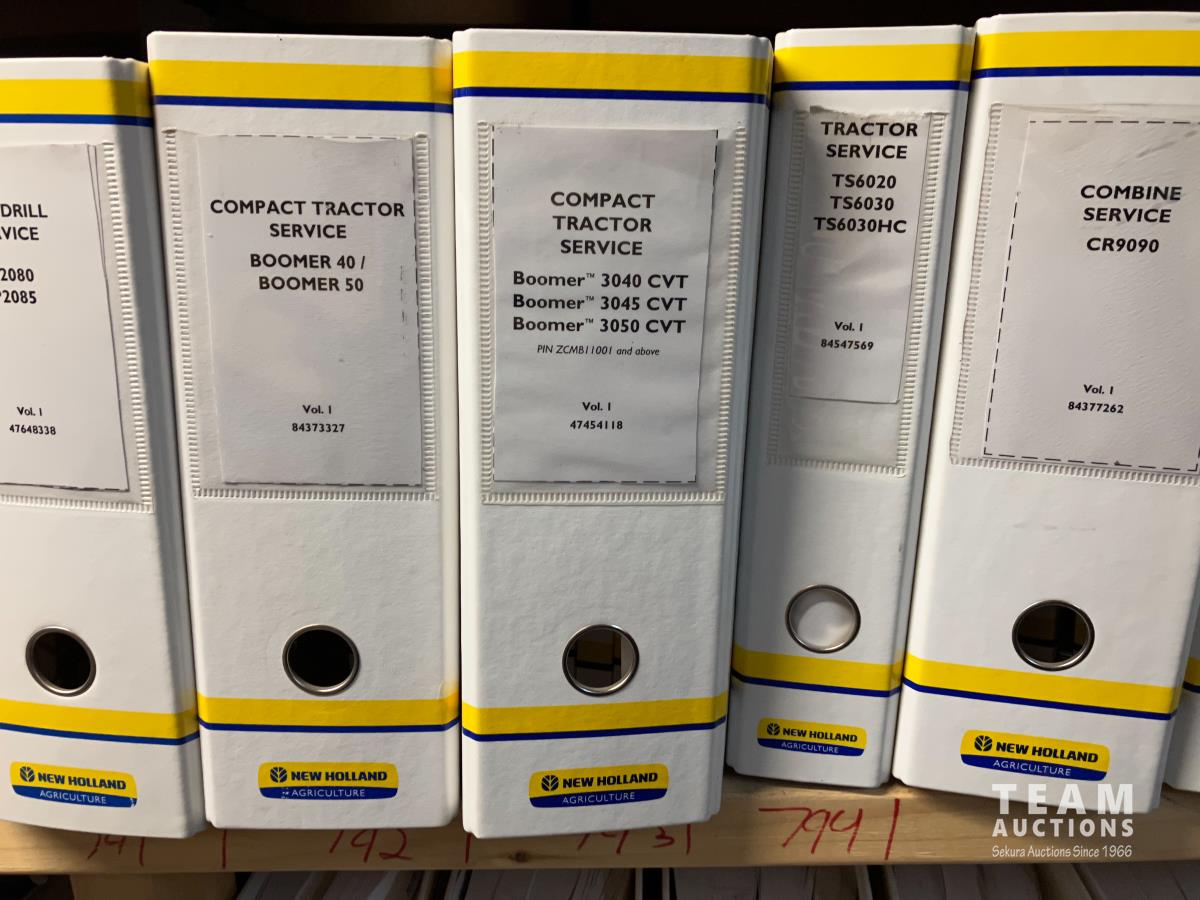 DRILL
VICE
2080
2085
Vol. 1
47648338
NEW HOLLAND
AGRICULTURE
COMPACT TRACTOR
SERVICE
BOOMER 40 /
BOOMER 50
Vol. 1
84373327
NEW HOLLAND
AGRICULTURE
COMPACT
TRACTOR
SERVICE
Boomer™ 3040 CVT
Boomer™ 3045 CVT
Boomer™ 3050 CVT
PIN ZCMB11001 and above
Vol. 1
47454118
NEW HOLLAND
AGRICULTURE
TRACTOR
SERVICE
TS6020
TS6030
TS6030HC
Vol. 1
84547569
NEW HOLLAND
AGRICULTURE
COMBINE
SERVICE
CR9090
Vol. 1
84377262
NEW HOLLAND
AGRICULTURE
792
794
TEAM
AUCTIONS
Sekura Auctions Since 1966